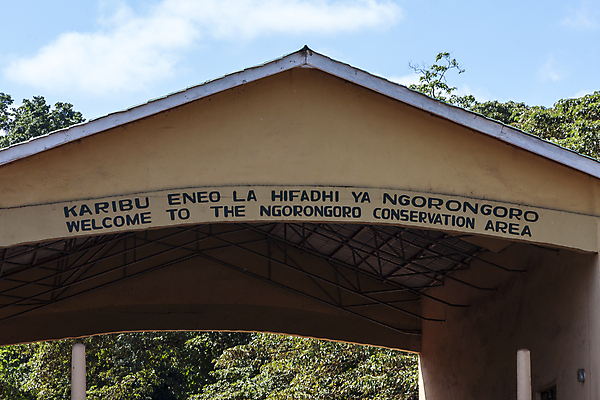 KARIBU ENEO LA HIFADHI YA NGORONGORO
WELCOME TO THE NGORONGORO CONSERVATION AREA